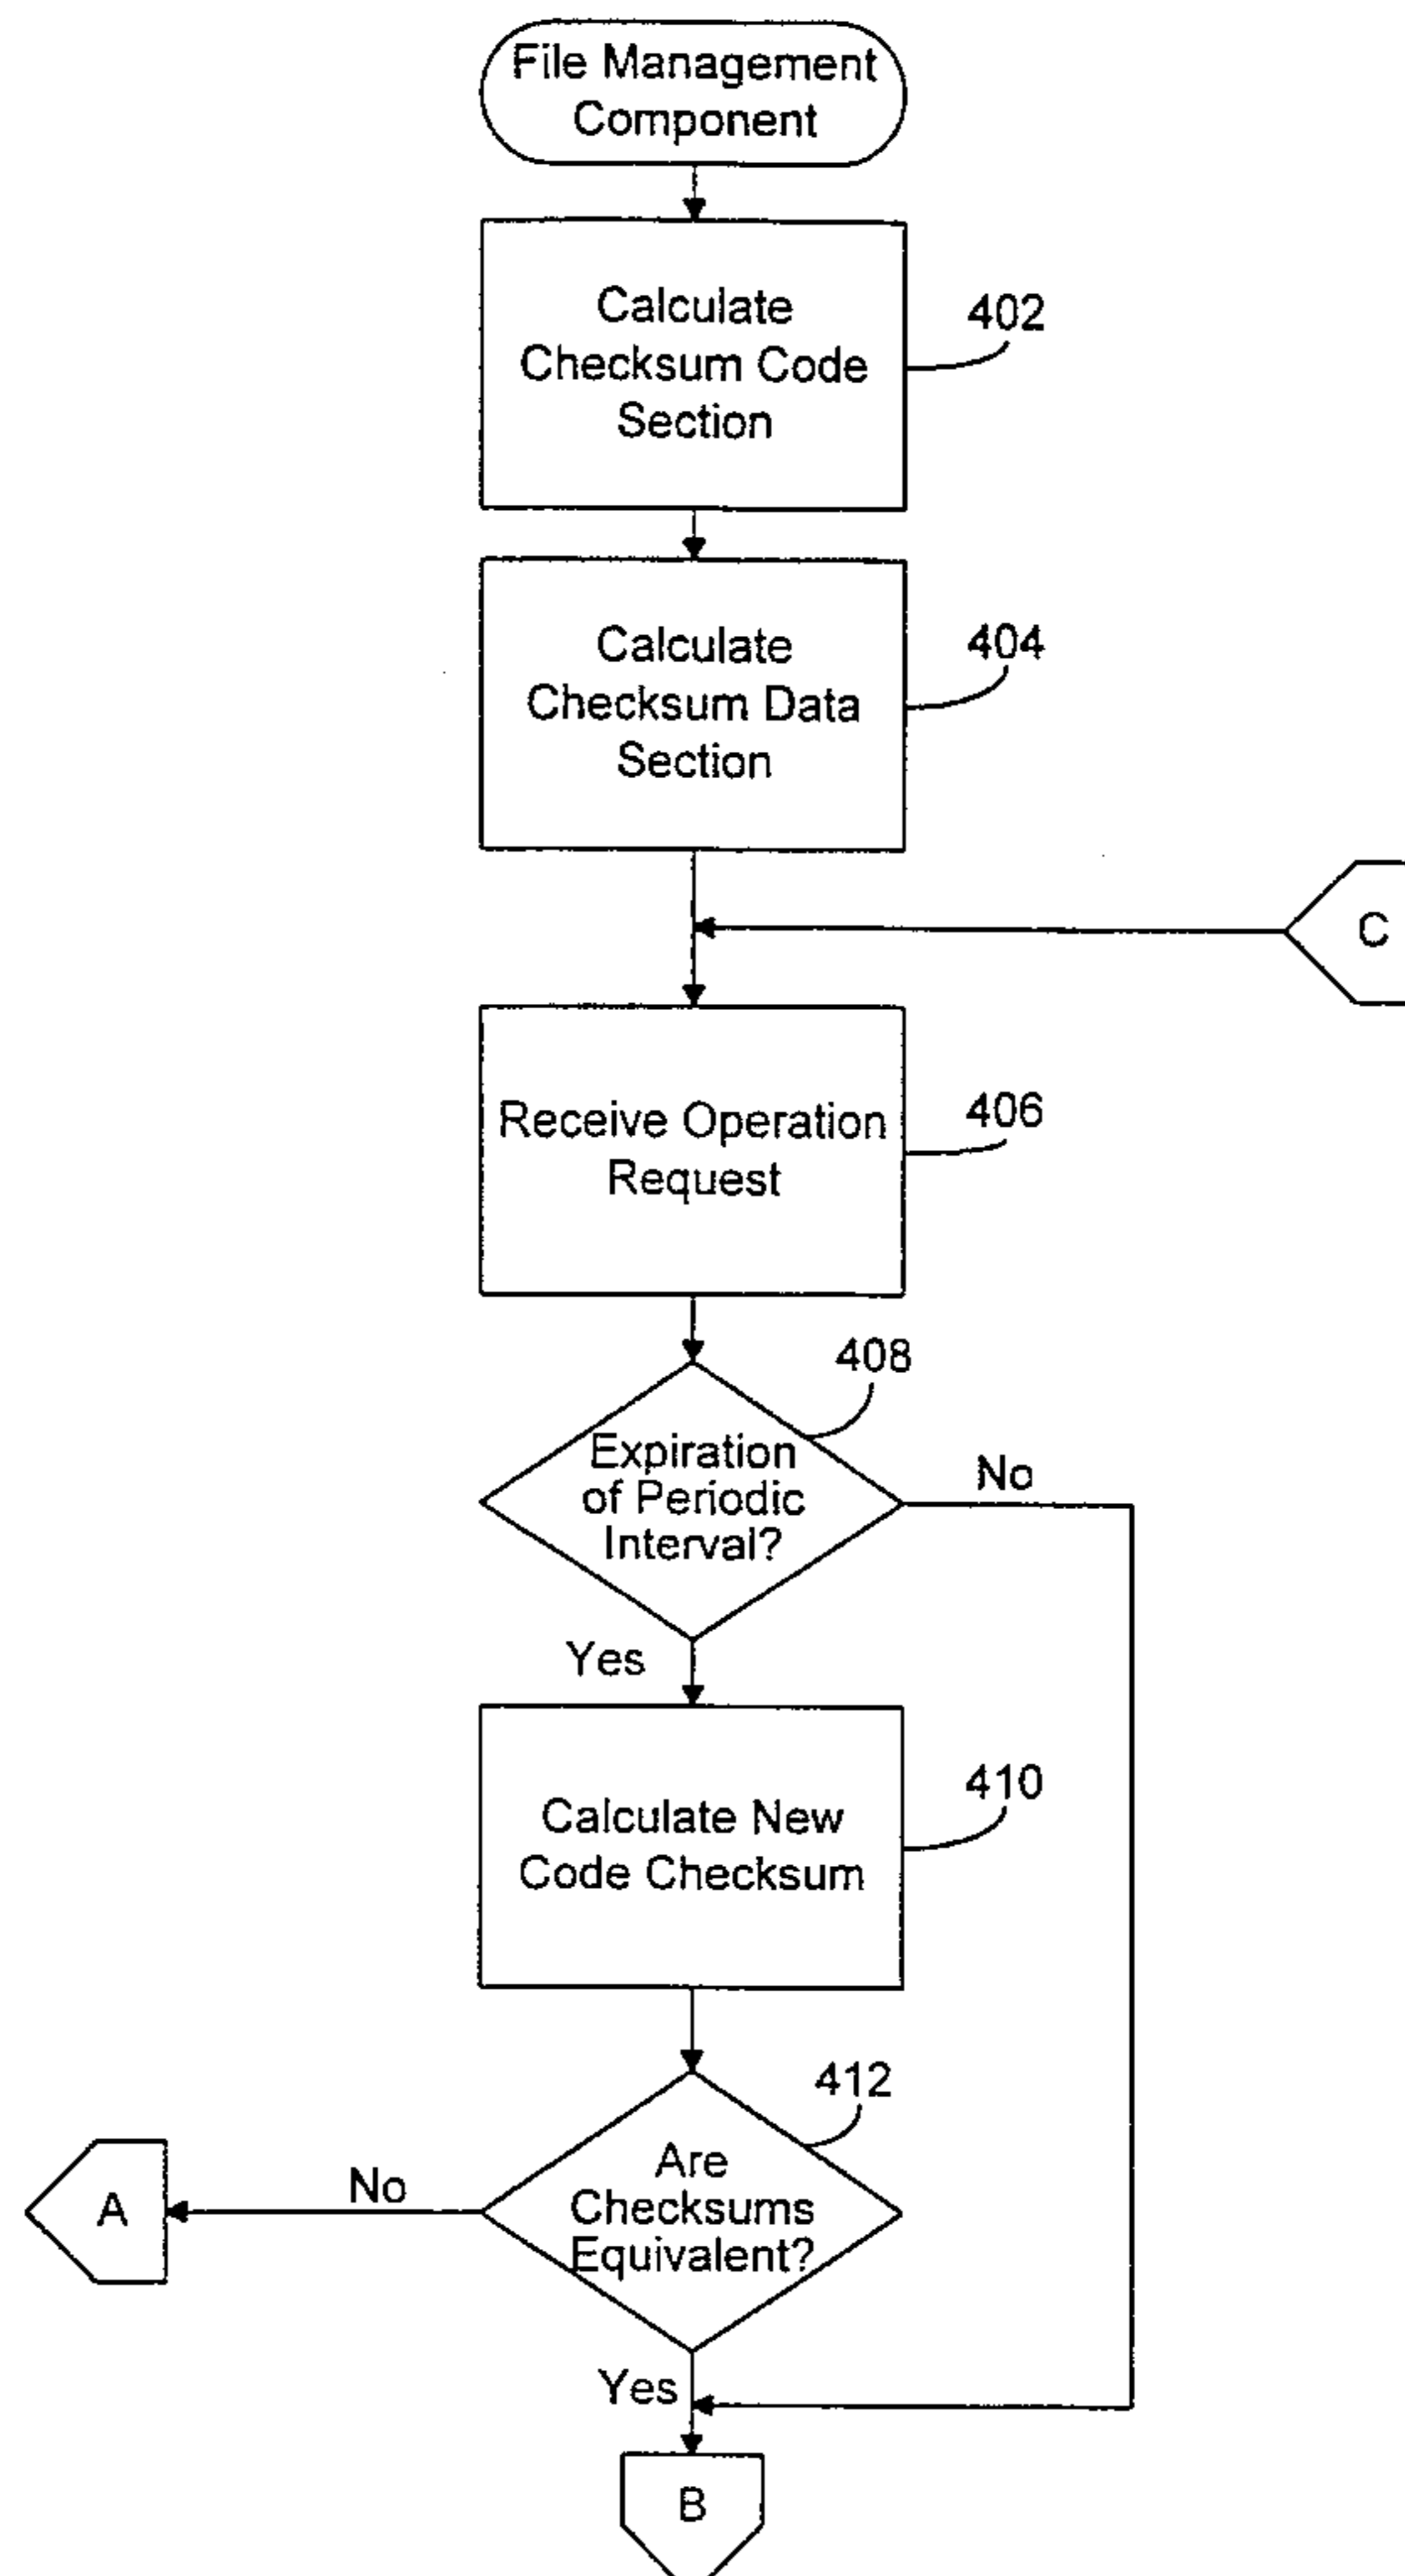 File Management
Component
Calculate
Checksum Code
Section
402
Calculate
Checksum Data
Section
404
C
Receive Operation
Request
406
408
Expiration
of Periodic
Interval?
No
Yes
Calculate New
Code Checksum
410
412
Are
Checksums
Equivalent?
No
A
Yes
B